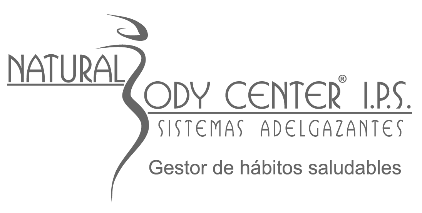 NATURAL BODY CENTER® I.P.S.
SISTEMAS ADELGAZANTES
Gestor de hábitos saludables